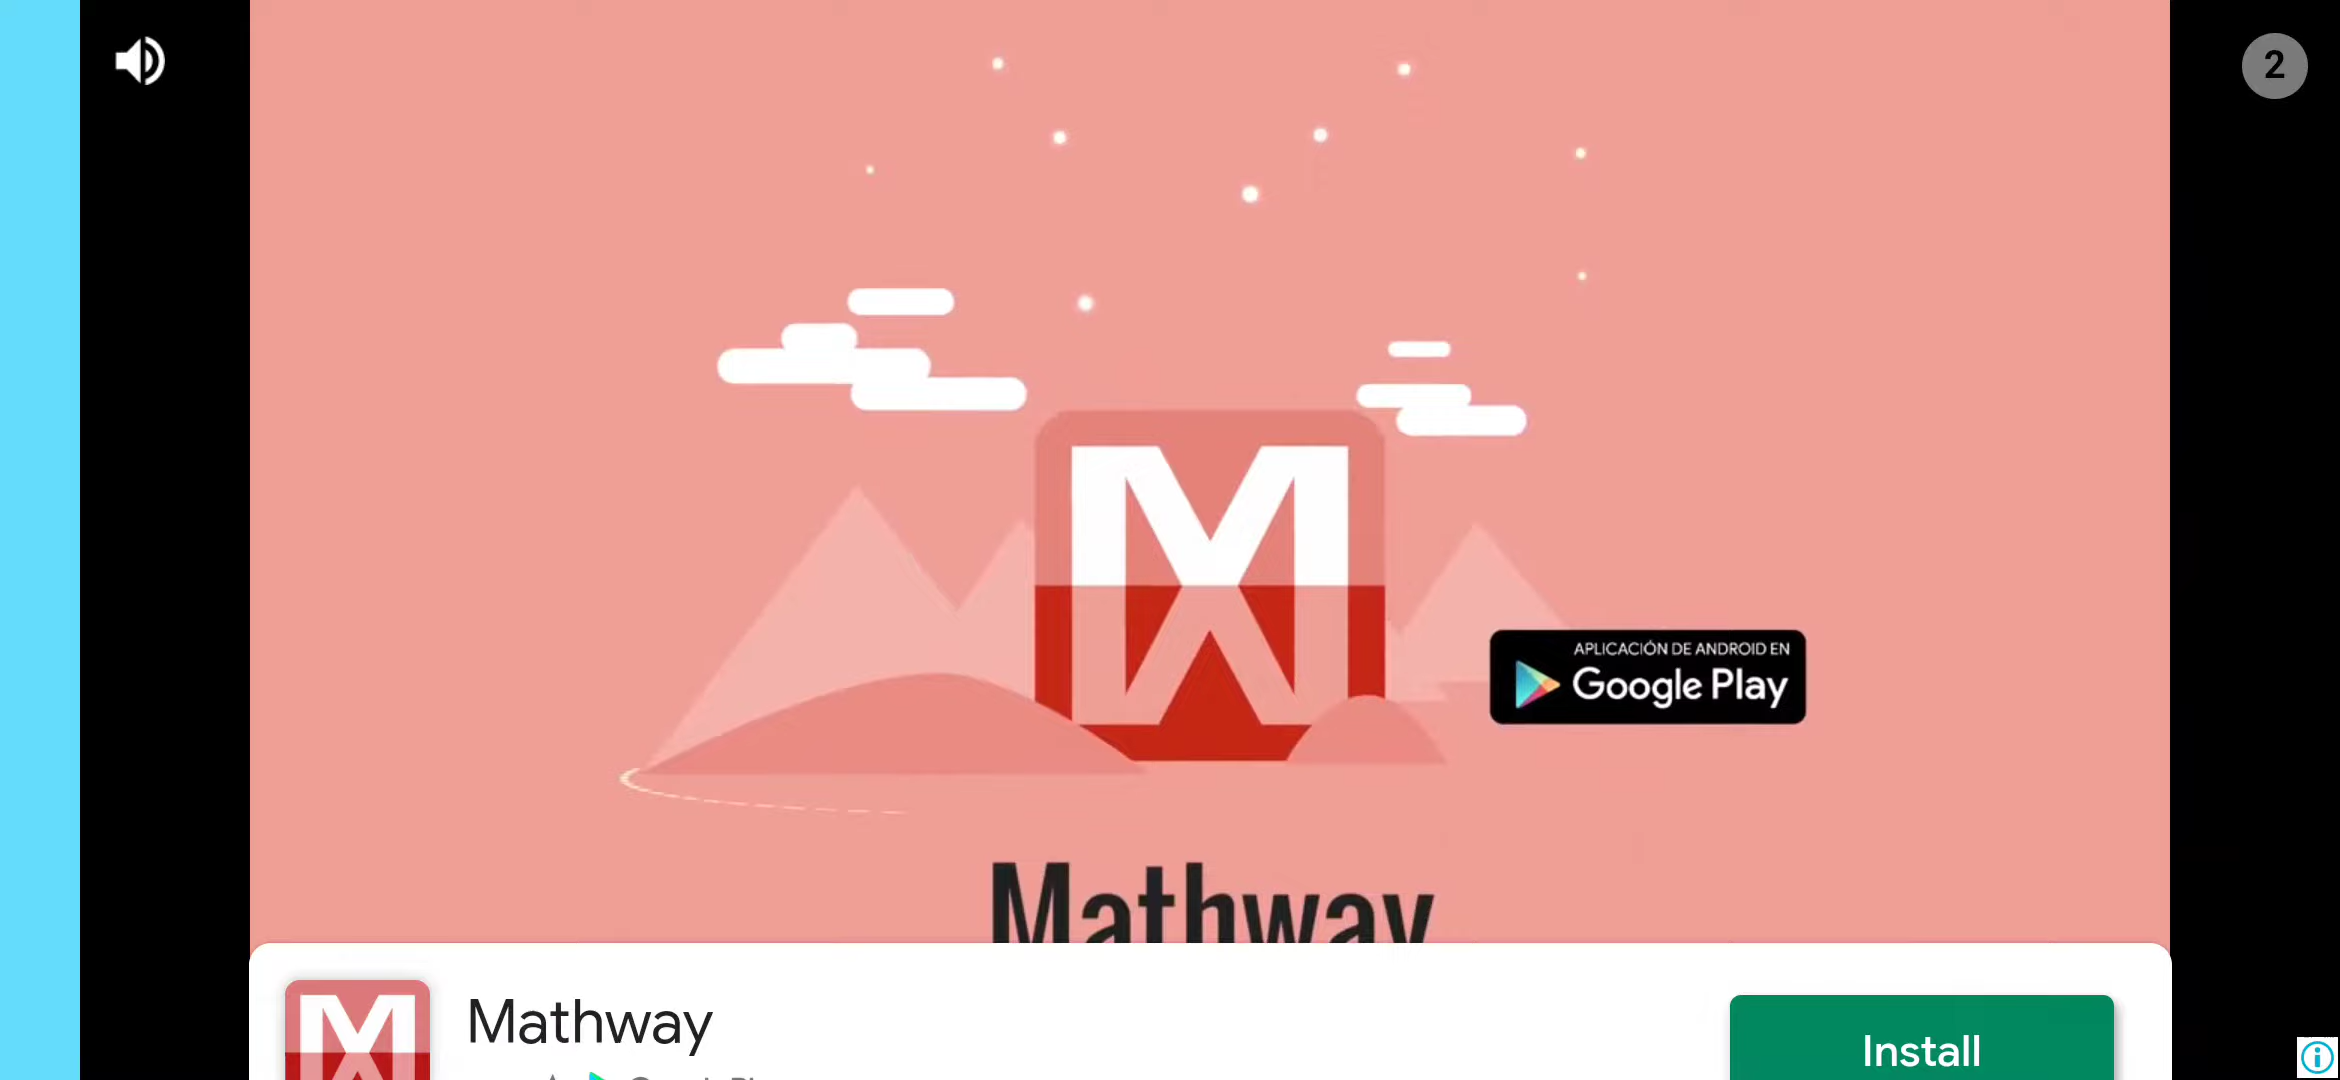 2
M
APLICACIÓN DE ANDROID EN
Google Play
Mathway
M
Mathway
Install